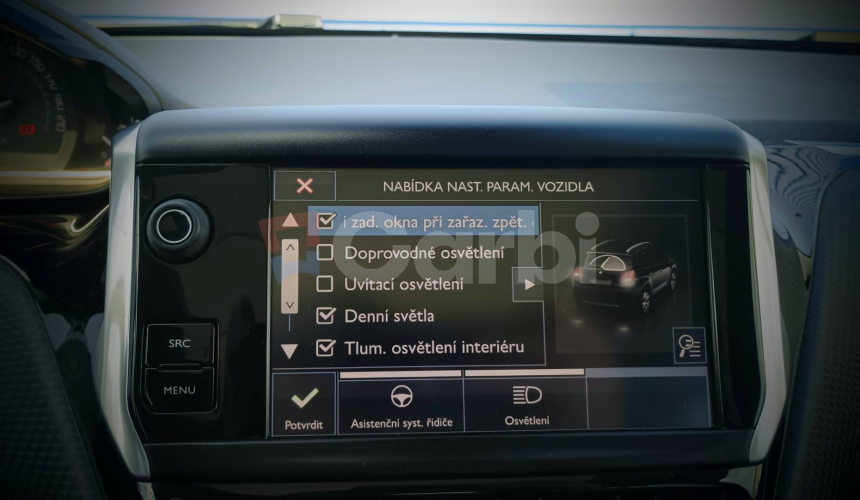 NABÍDKA NAST. PARAM. VOZIDLA
i zad. okna při zařaz. zpět.
Doprovodné osvětlení
Uvítací osvětlení
Denní světla
Tlum. osvětlení interiéru
SRC
MENU
Potvrdit
Asistenční syst. řidiče
Osvětlení
Carbi